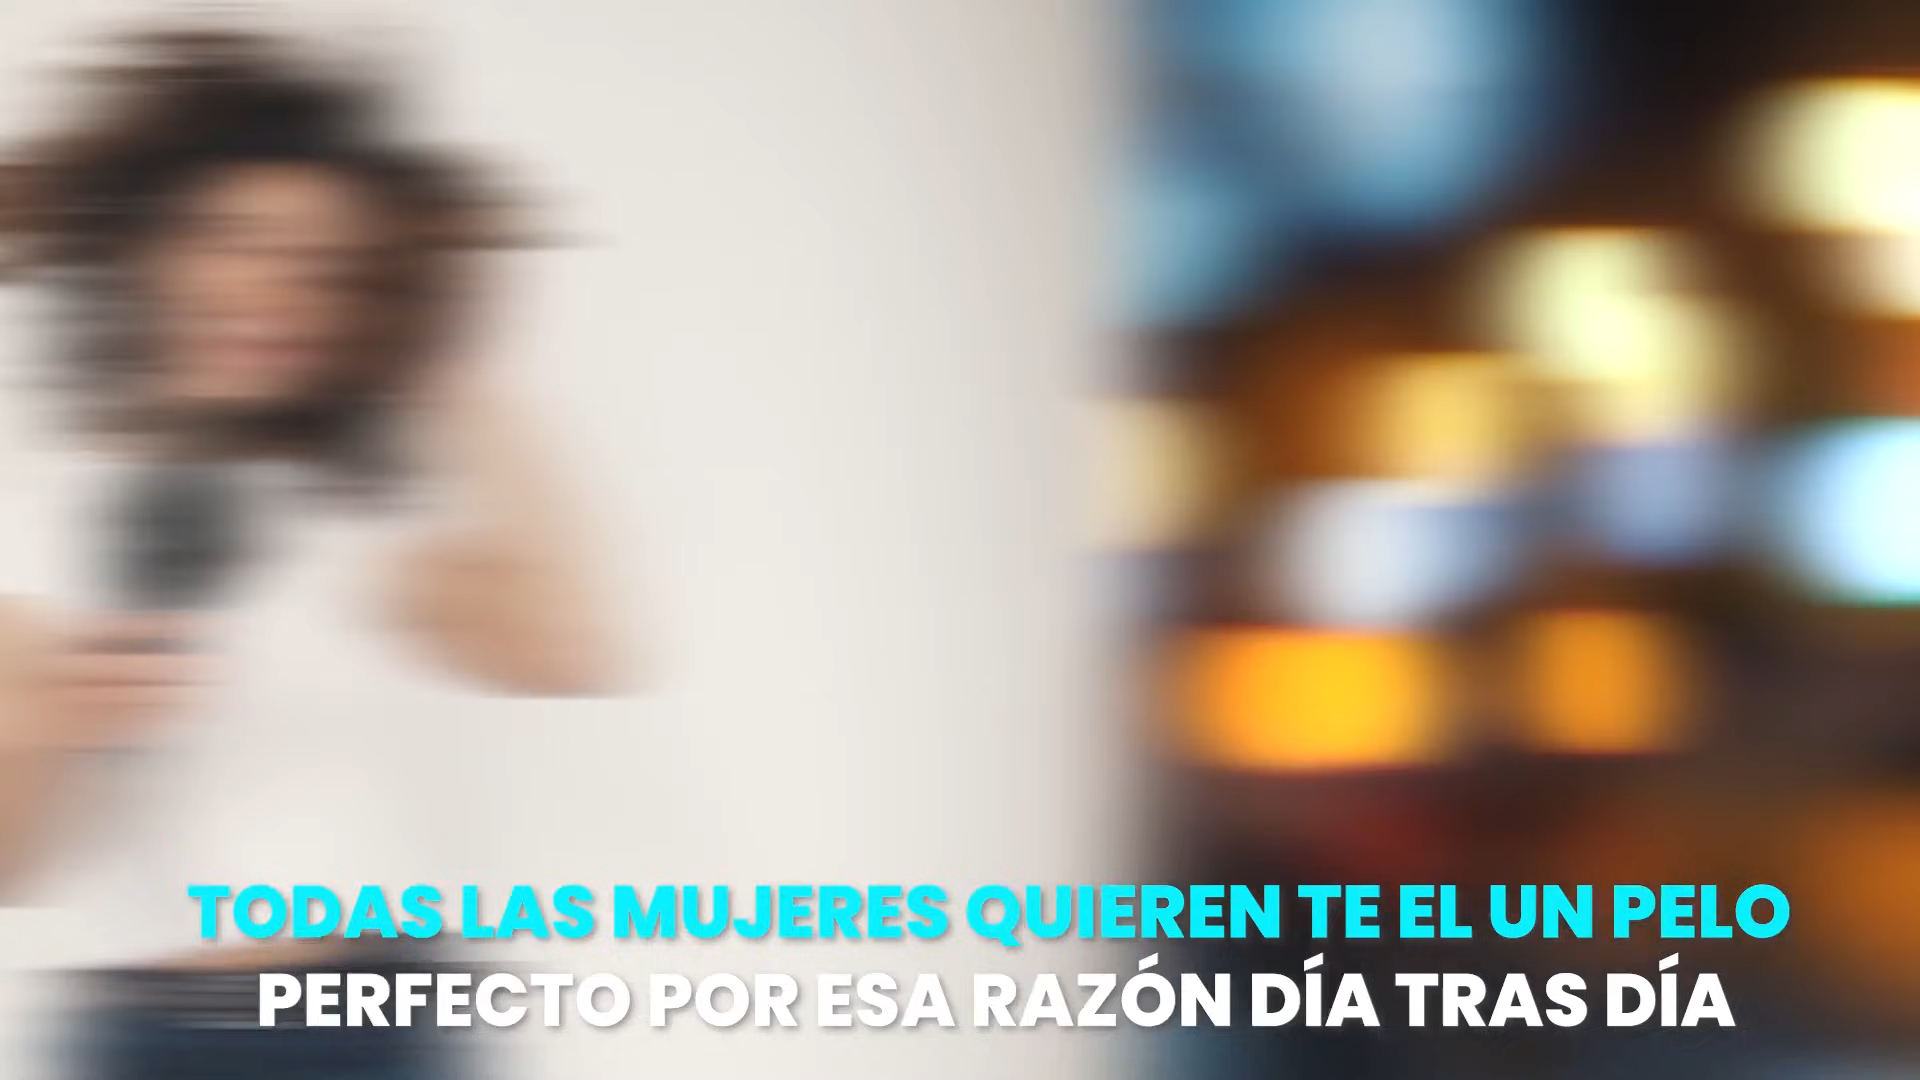 TODAS LAS MUJERES QUIEREN TE EL UN PELO
PERFECTO POR ESA RAZÓN DÍA TRAS DÍA